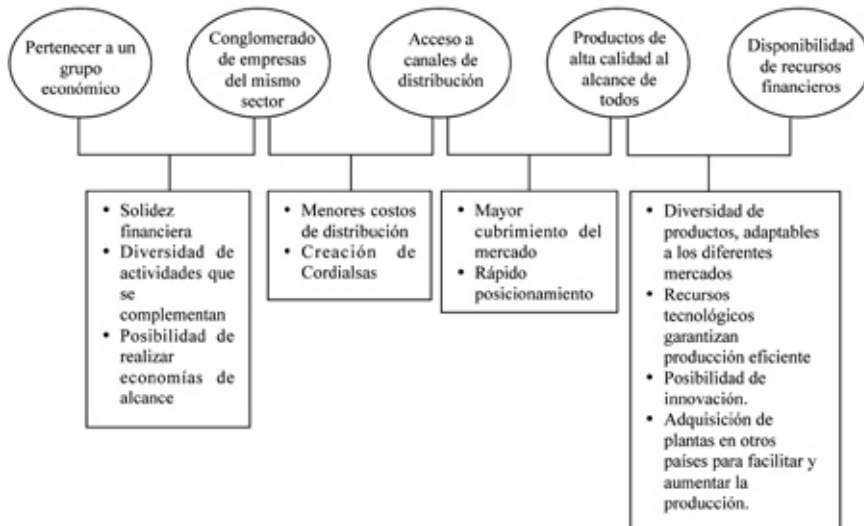 Pertenecer a un
grupo
económico
Conglomerado
de empresas
del mismo
sector
Acceso a
canales de
distribución
Productos de
alta calidad al
alcance de
todos
Disponibilidad
de recursos
financieros
• Solidez
financiera
• Diversidad de
actividades que
se
complementan
• Posibilidad de
realizar
economías de
alcance
• Menores costos
de distribución
• Creación de
Cordialsas
• Mayor
cubrimiento del
mercado
• Rápido
posicionamiento
• Diversidad de
productos, adaptables
a los diferentes
mercados
• Recursos
tecnológicos
garantizan
producción eficiente
• Posibilidad de
innovación.
• Adquisición de
plantas en otros
países para facilitar y
aumentar la
producción.